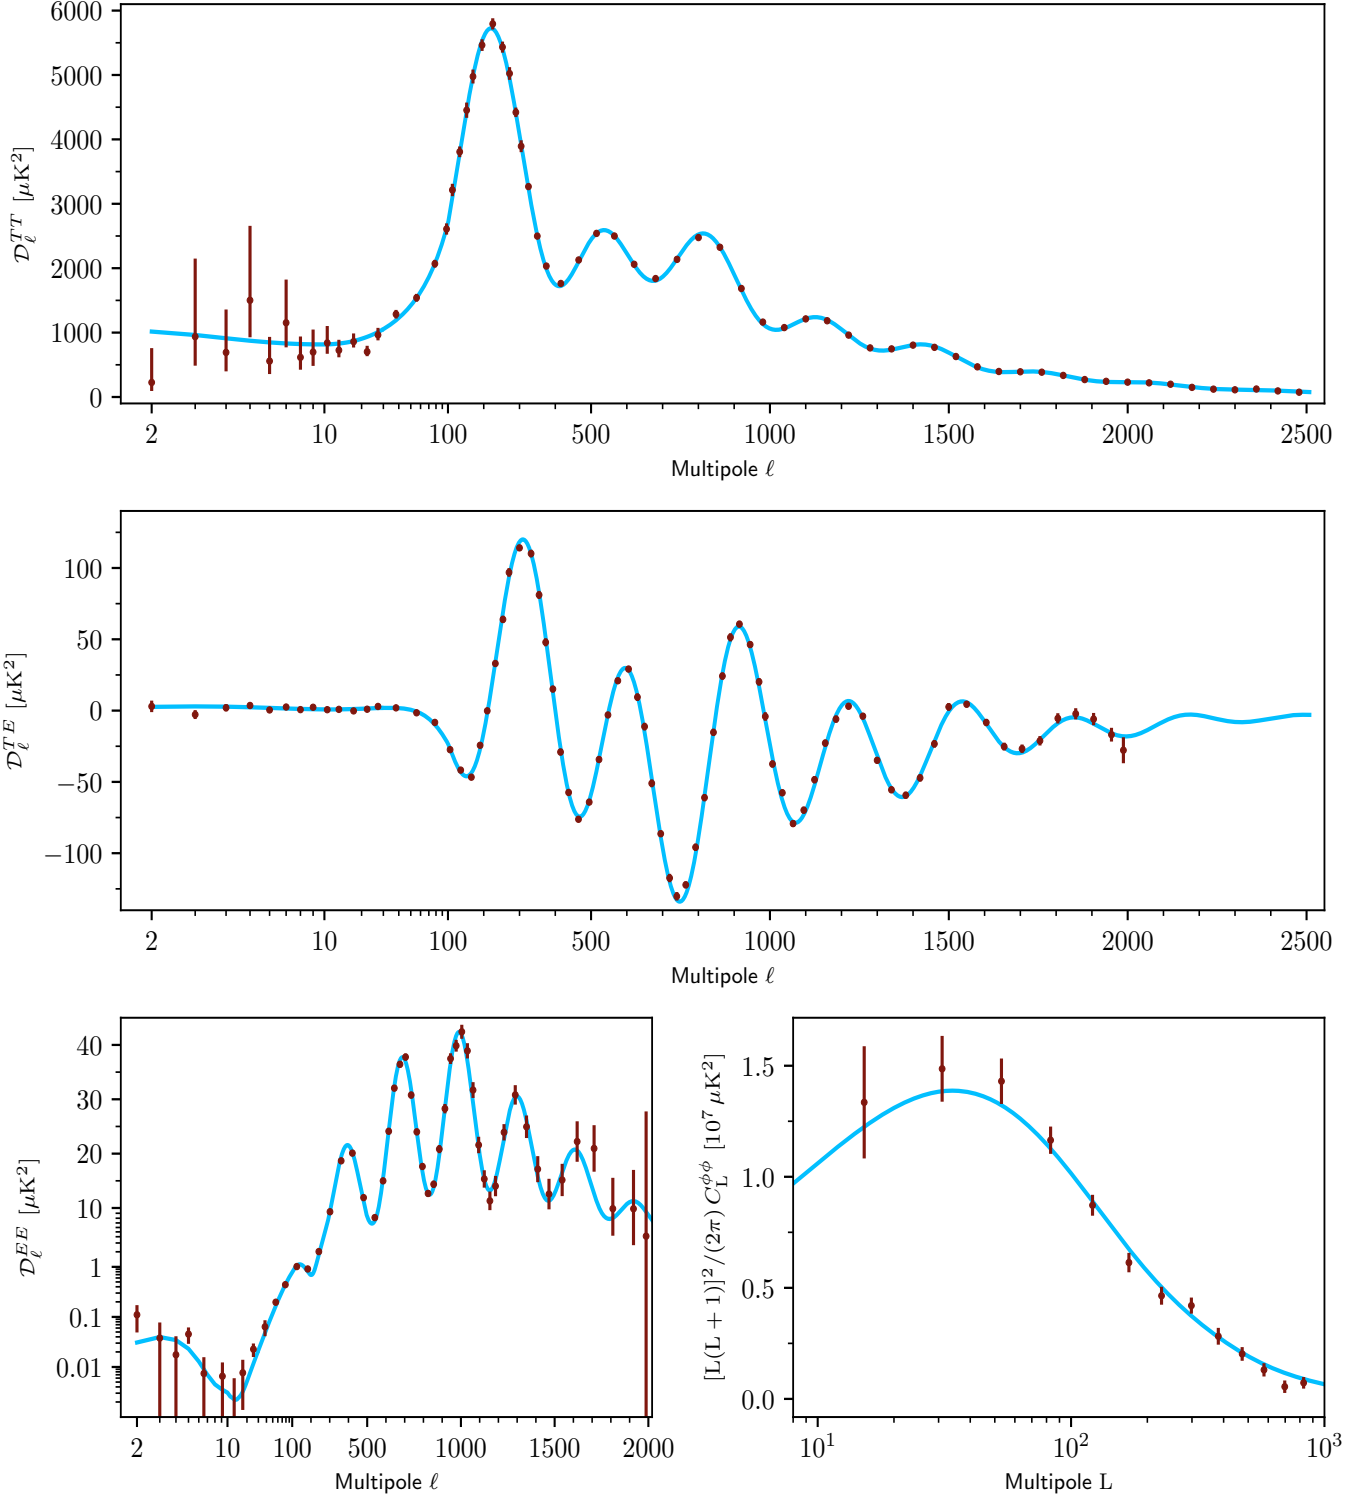 6000
5000
4000
3000
2000
1000
0
𝒟ℓ^TT [μK²]
2 10 100 500 1000 1500 2000 2500
Multipole ℓ
100
50
0
−50
−100
𝒟ℓ^TE [μK²]
2 10 100 500 1000 1500 2000 2500
Multipole ℓ
40
30
20
10
1
0.1
0.01
𝒟ℓ^EE [μK²]
2 10 100 500 1000 1500 2000
Multipole ℓ
1.5
1.0
0.5
0.0
[L(L + 1)]²/(2π) C_L^ϕϕ [10⁷ μK²]
10¹ 10² 10³
Multipole L